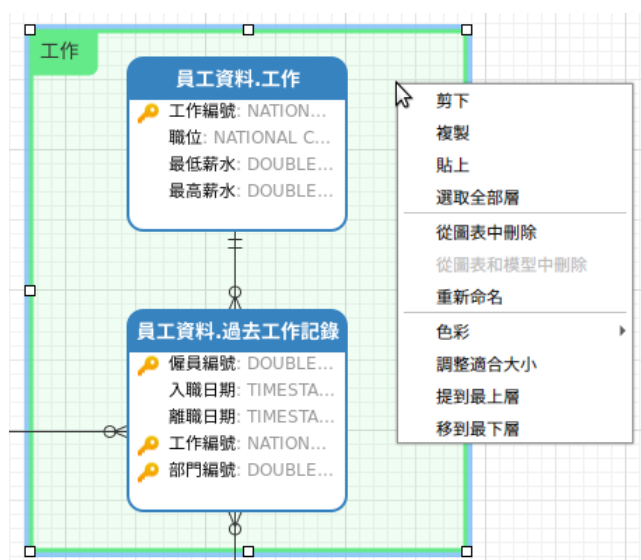 工作
員工資料.工作
工作編號: NATION...
職位: NATIONAL C...
最低薪水: DOUBLE...
最高薪水: DOUBLE...
員工資料.過去工作記錄
僱員編號: DOUBLE...
入職日期: TIMESTA...
離職日期: TIMESTA...
工作編號: NATION...
部門編號: DOUBLE...
剪下
複製
貼上
選取全部層
從圖表中刪除
從圖表和模型中刪除
重新命名
色彩
調整適合大小
提到最上層
移到最下層